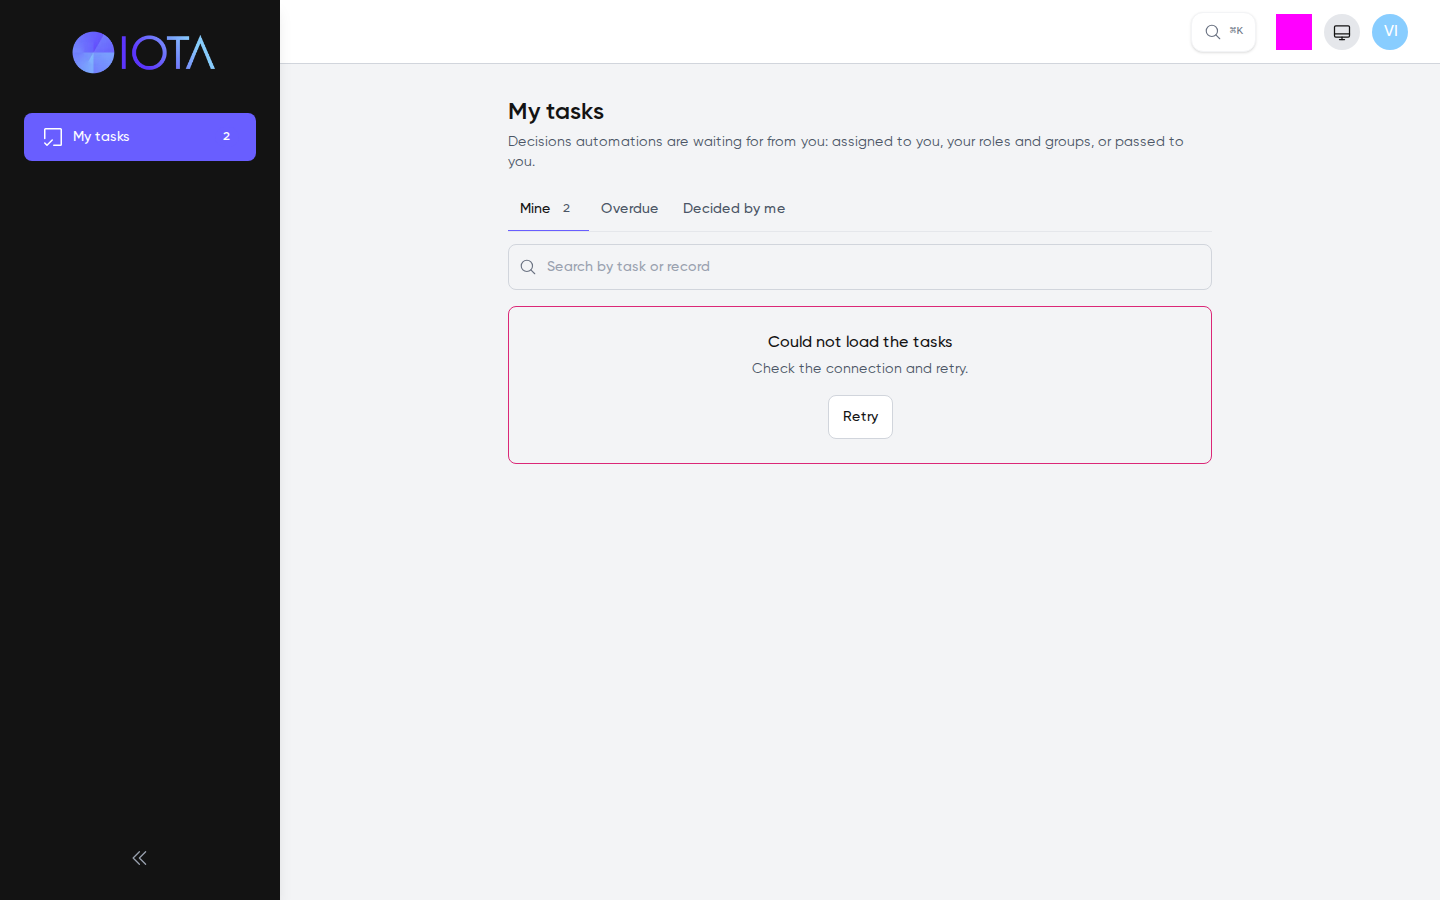 IOTA
⌘K
VI
My tasks
2
My tasks
Decisions automations are waiting for from you: assigned to you, your roles and groups, or passed to
you.
Mine 2 Overdue Decided by me
Search by task or record
Could not load the tasks
Check the connection and retry.
Retry